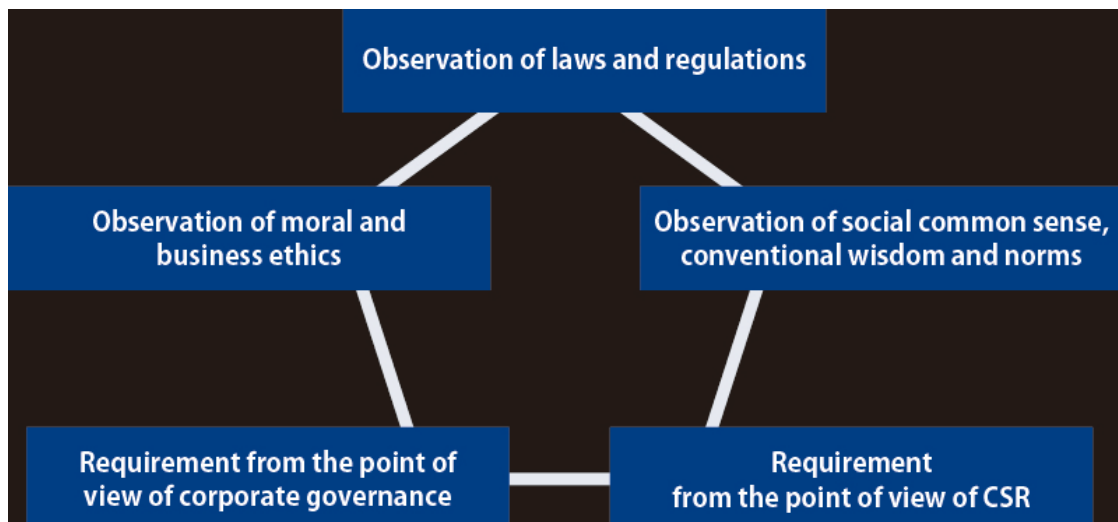 Observation of laws and regulations
Observation of moral and
business ethics
Observation of social common sense,
conventional wisdom and norms
Requirement from the point of
view of corporate governance
Requirement
from the point of view of CSR